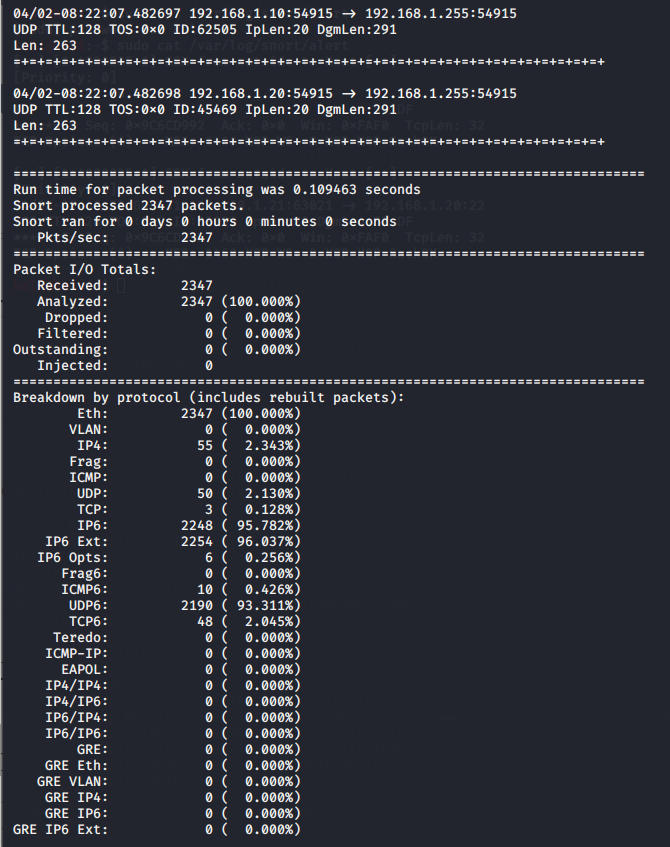 04/02-08:22:07.482697 192.168.1.10:54915 → 192.168.1.255:54915
UDP TTL:128 TOS:0×0 ID:62505 IpLen:20 DgmLen:291
Len: 263
=+=+=+=+=+=+=+=+=+=+=+=+=+=+=+=+=+=+=+=+=+=+=+=+=+=+=+=+=+=+=+=+=+=+=+=+=+
04/02-08:22:07.482698 192.168.1.20:54915 → 192.168.1.255:54915
UDP TTL:128 TOS:0×0 ID:45469 IpLen:20 DgmLen:291
Len: 263
=+=+=+=+=+=+=+=+=+=+=+=+=+=+=+=+=+=+=+=+=+=+=+=+=+=+=+=+=+=+=+=+=+=+=+=+=+
===============================================================================
Run time for packet processing was 0.109463 seconds
Snort processed 2347 packets.
Snort ran for 0 days 0 hours 0 minutes 0 seconds
   Pkts/sec:         2347
===============================================================================
Packet I/O Totals:
   Received:         2347
   Analyzed:         2347 (100.000%)
    Dropped:            0 (  0.000%)
   Filtered:            0 (  0.000%)
Outstanding:            0 (  0.000%)
   Injected:            0
===============================================================================
Breakdown by protocol (includes rebuilt packets):
        Eth:         2347 (100.000%)
       VLAN:            0 (  0.000%)
        IP4:           55 (  2.343%)
       Frag:            0 (  0.000%)
       ICMP:            0 (  0.000%)
        UDP:           50 (  2.130%)
        TCP:            3 (  0.128%)
        IP6:         2248 ( 95.782%)
    IP6 Ext:         2254 ( 96.037%)
   IP6 Opts:            6 (  0.256%)
      Frag6:            0 (  0.000%)
      ICMP6:           10 (  0.426%)
       UDP6:         2190 ( 93.311%)
       TCP6:           48 (  2.045%)
     Teredo:            0 (  0.000%)
    ICMP-IP:            0 (  0.000%)
      EAPOL:            0 (  0.000%)
    IP4/IP4:            0 (  0.000%)
    IP4/IP6:            0 (  0.000%)
    IP6/IP4:            0 (  0.000%)
    IP6/IP6:            0 (  0.000%)
        GRE:            0 (  0.000%)
    GRE Eth:            0 (  0.000%)
   GRE VLAN:            0 (  0.000%)
    GRE IP4:            0 (  0.000%)
    GRE IP6:            0 (  0.000%)
GRE IP6 Ext:            0 (  0.000%)